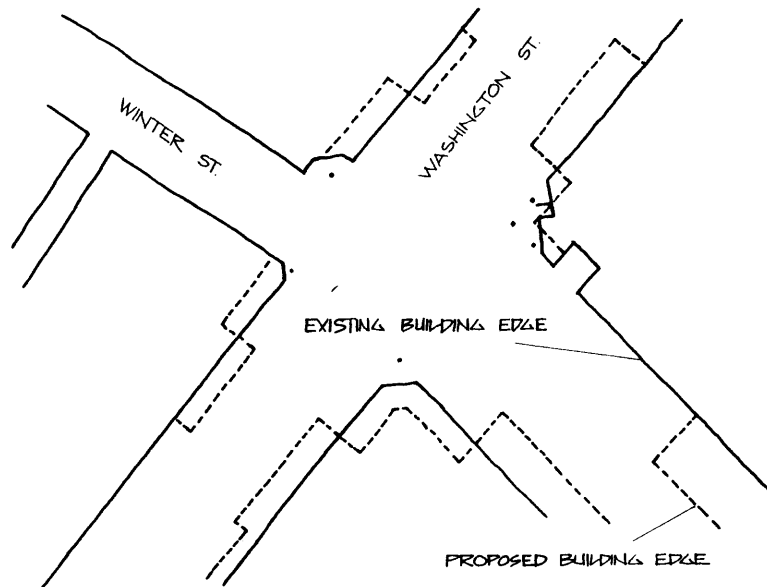 WINTER ST.
WASHINGTON ST.
EXISTING BUILDING EDGE
PROPOSED BUILDING EDGE